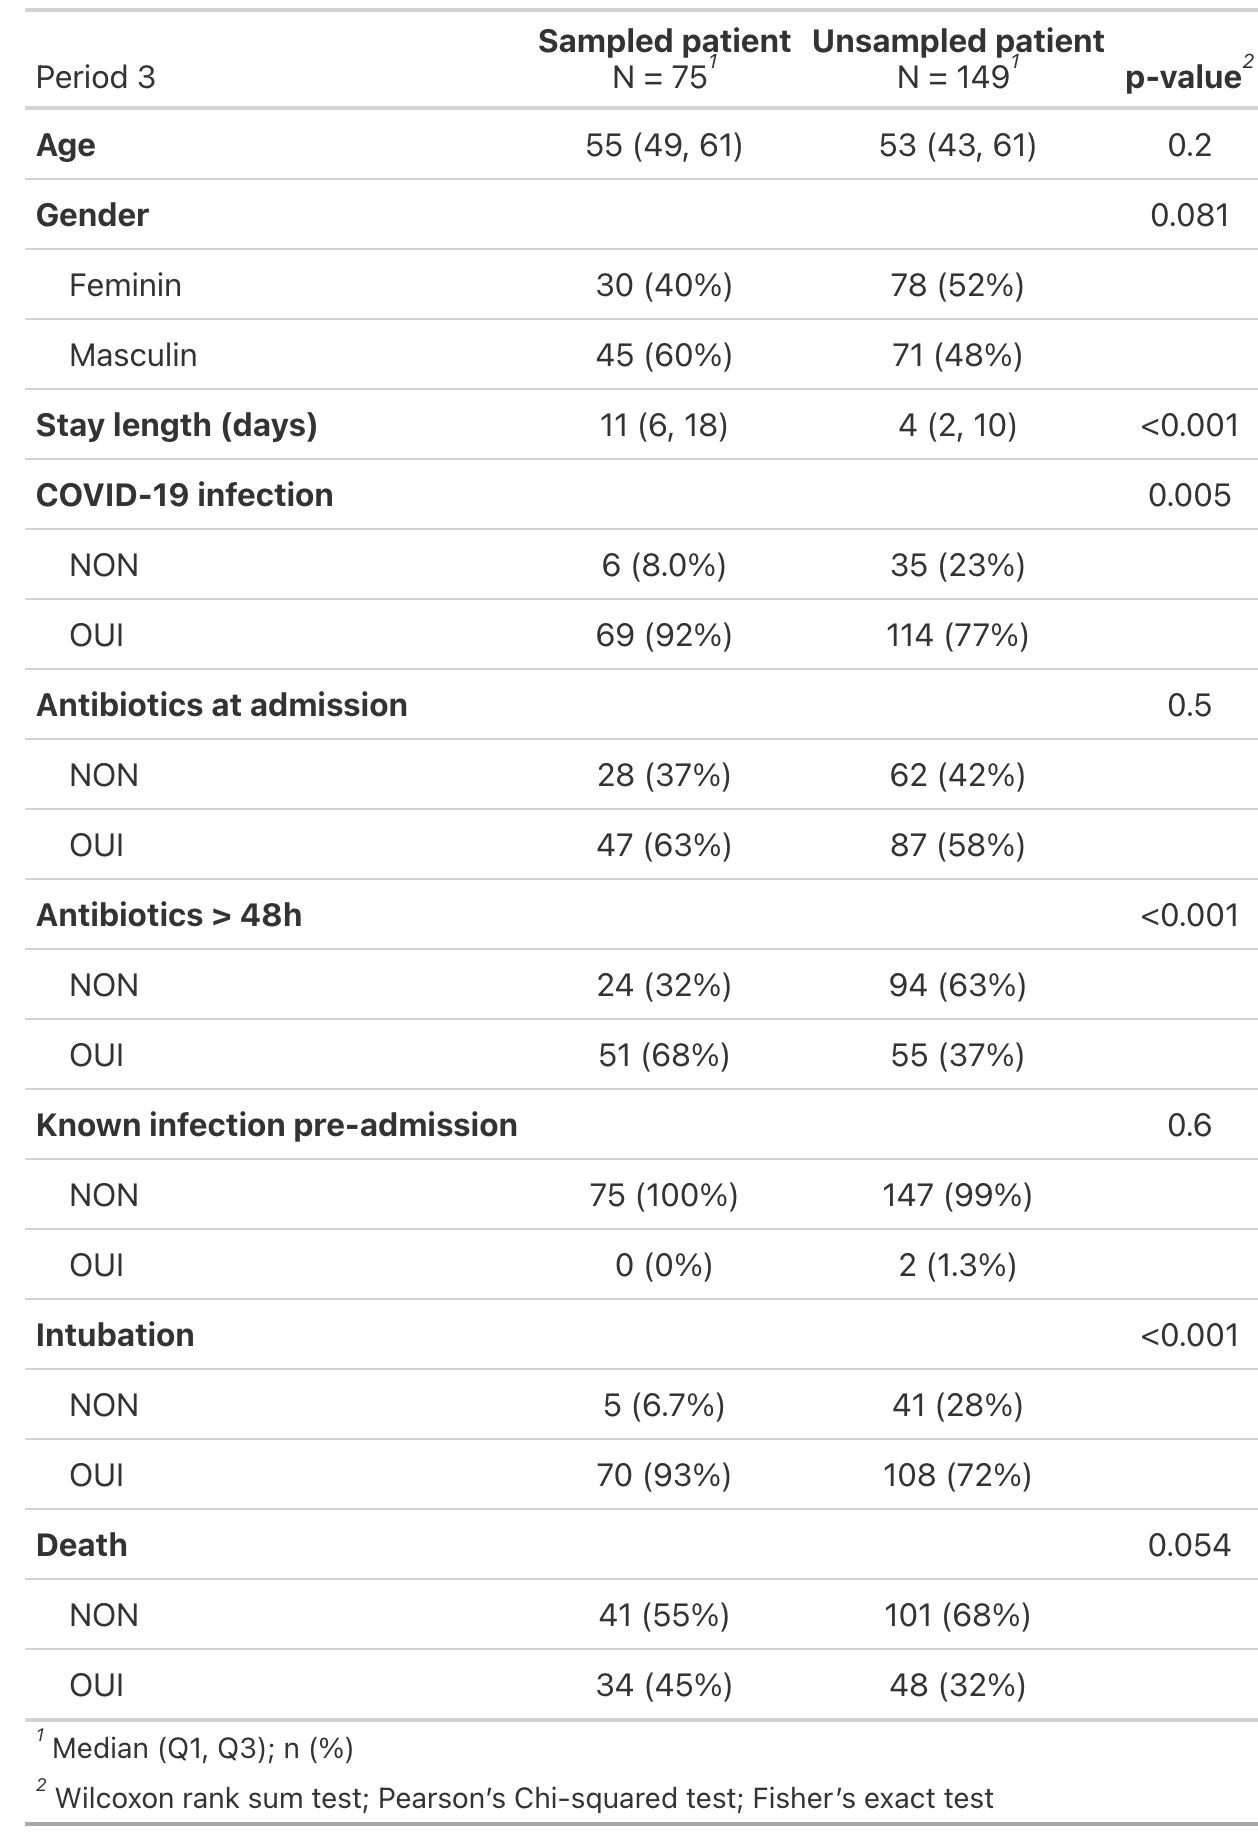 Period 3 Sampled patient N = 75¹ Unsampled patient N = 149¹ p-value²
Age 55 (49, 61) 53 (43, 61) 0.2
Gender 0.081
Feminin 30 (40%) 78 (52%)
Masculin 45 (60%) 71 (48%)
Stay length (days) 11 (6, 18) 4 (2, 10) <0.001
COVID-19 infection 0.005
NON 6 (8.0%) 35 (23%)
OUI 69 (92%) 114 (77%)
Antibiotics at admission 0.5
NON 28 (37%) 62 (42%)
OUI 47 (63%) 87 (58%)
Antibiotics > 48h <0.001
NON 24 (32%) 94 (63%)
OUI 51 (68%) 55 (37%)
Known infection pre-admission 0.6
NON 75 (100%) 147 (99%)
OUI 0 (0%) 2 (1.3%)
Intubation <0.001
NON 5 (6.7%) 41 (28%)
OUI 70 (93%) 108 (72%)
Death 0.054
NON 41 (55%) 101 (68%)
OUI 34 (45%) 48 (32%)
¹ Median (Q1, Q3); n (%)
² Wilcoxon rank sum test; Pearson’s Chi-squared test; Fisher’s exact test